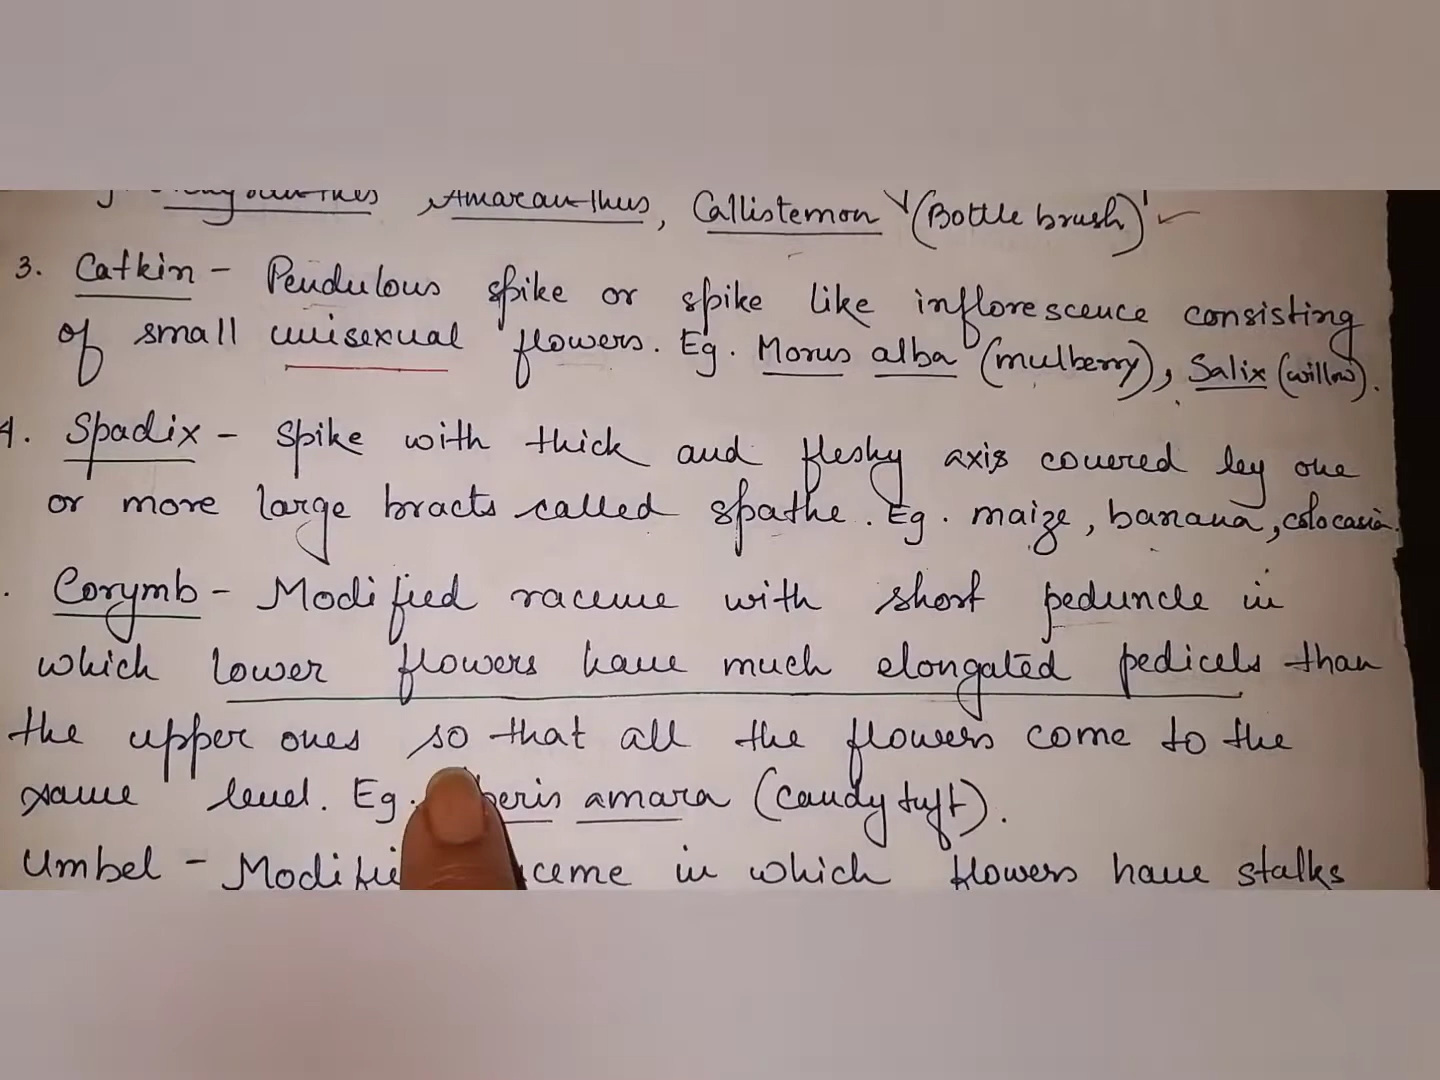 Amaranthus, Callistemon (Bottle brush)
3. Catkin - Pendulous spike or spike like inflorescence consisting
of small unisexual flowers. Eg. Morus alba (mulberry), Salix (willow).
4. Spadix - Spike with thick and fleshy axis covered by one
or more large bracts called spathe. Eg. maize, banana, colocasia.
Corymb - Modified raceme with short peduncle in
which lower flowers have much elongated pedicels than
the upper ones so that all the flowers come to the
same level. Eg. amara (candytuft).
Umbel - in which flowers have stalks